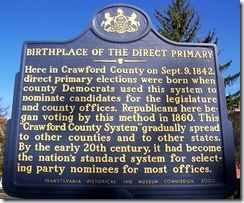 BIRTHPLACE OF THE DIRECT PRIMARY
Here in Crawford County on Sept. 9, 1842,
direct primary elections were born when
county Democrats used this system to
nominate candidates for the legislature
and county offices. Republicans here be-
gan voting by this method in 1860. This
"Crawford County System" gradually spread
to other counties and to other states.
By the early 20th century, it had become
the nation's standard system for select-
ing party nominees for most offices.
PENNSYLVANIA HISTORICAL AND MUSEUM COMMISSION 2000